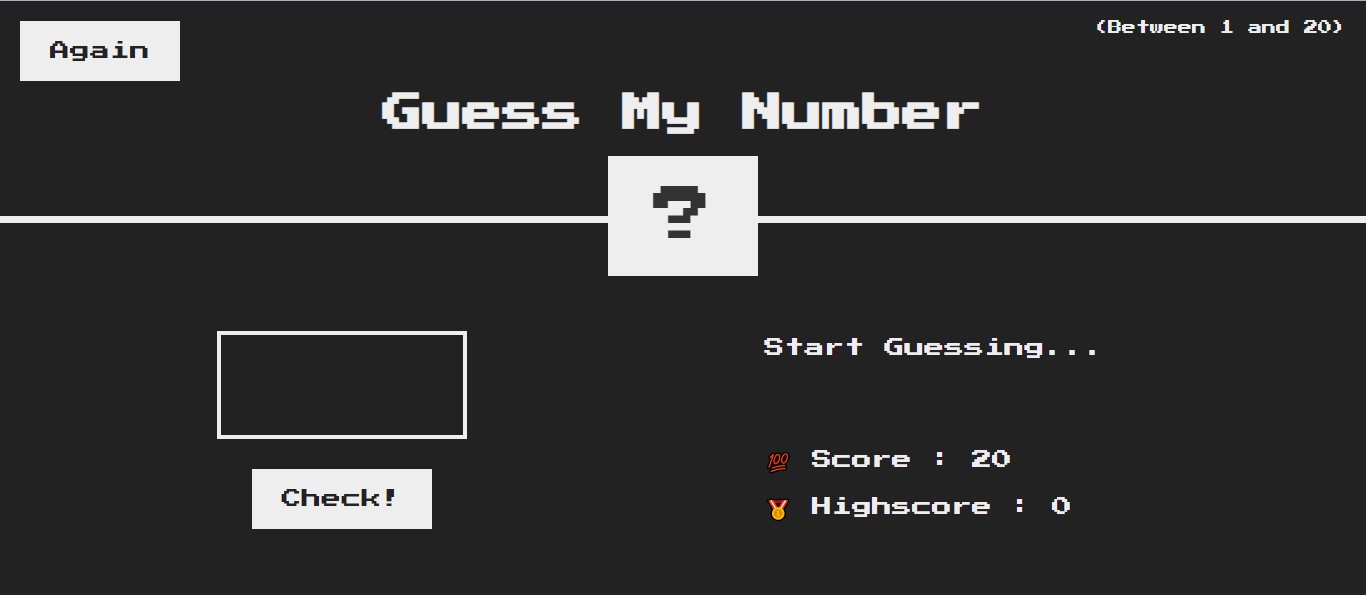 Again
(Between 1 and 20)
Guess My Number
?
Start Guessing...
Check!
💯 Score : 20
🥇 Highscore : 0